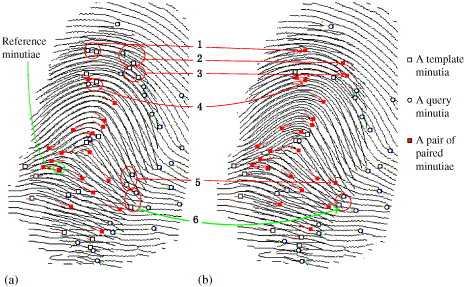 Reference
minutiae
1
2
3
4
5
6
A template
minutia
A query
minutia
A pair of
paired
minutiae
(a)
(b)